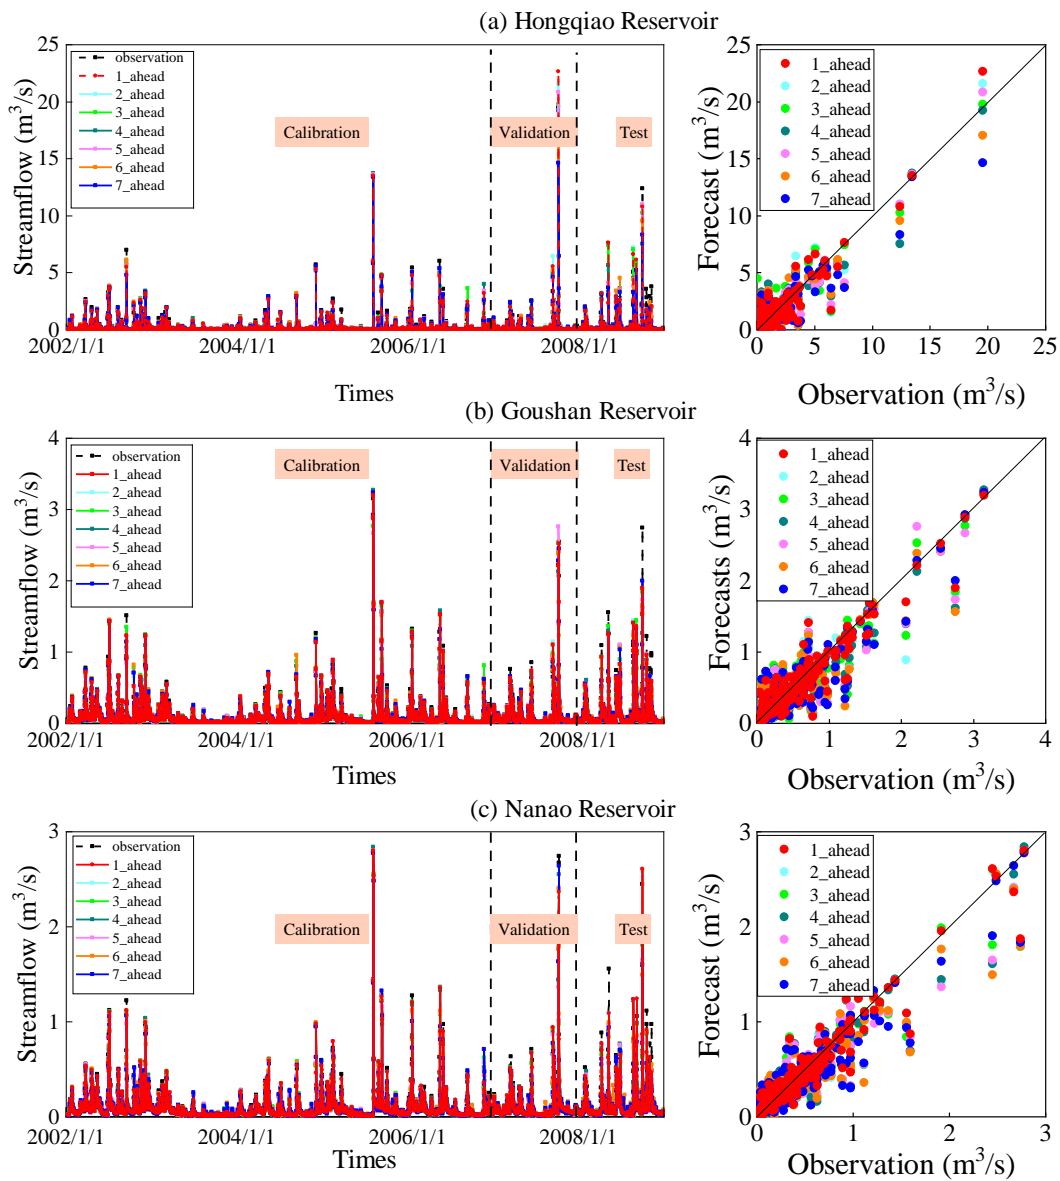 (a) Hongqiao Reservoir
Streamflow (m³/s)
25
20
15
10
5
0
observation
1_ahead
2_ahead
3_ahead
4_ahead
5_ahead
6_ahead
7_ahead
Calibration
Validation
Test
2002/1/1 2004/1/1 2006/1/1 2008/1/1
Times
Forecast (m³/s)
25
20
15
10
5
0
1_ahead
2_ahead
3_ahead
4_ahead
5_ahead
6_ahead
7_ahead
0 5 10 15 20 25
Observation (m³/s)
(b) Goushan Reservoir
Streamflow (m³/s)
4
3
2
1
0
observation
1_ahead
2_ahead
3_ahead
4_ahead
5_ahead
6_ahead
7_ahead
Calibration
Validation
Test
2002/1/1 2004/1/1 2006/1/1 2008/1/1
Times
Forecasts (m³/s)
4
3
2
1
0
1_ahead
2_ahead
3_ahead
4_ahead
5_ahead
6_ahead
7_ahead
0 1 2 3 4
Observation (m³/s)
(c) Nanao Reservoir
Streamflow (m³/s)
3
2
1
0
observation
1_ahead
2_ahead
3_ahead
4_ahead
5_ahead
6_ahead
7_ahead
Calibration
Validation
Test
2002/1/1 2004/1/1 2006/1/1 2008/1/1
Times
Forecast (m³/s)
3
2
1
0
1_ahead
2_ahead
3_ahead
4_ahead
5_ahead
6_ahead
7_ahead
0 1 2 3
Observation (m³/s)